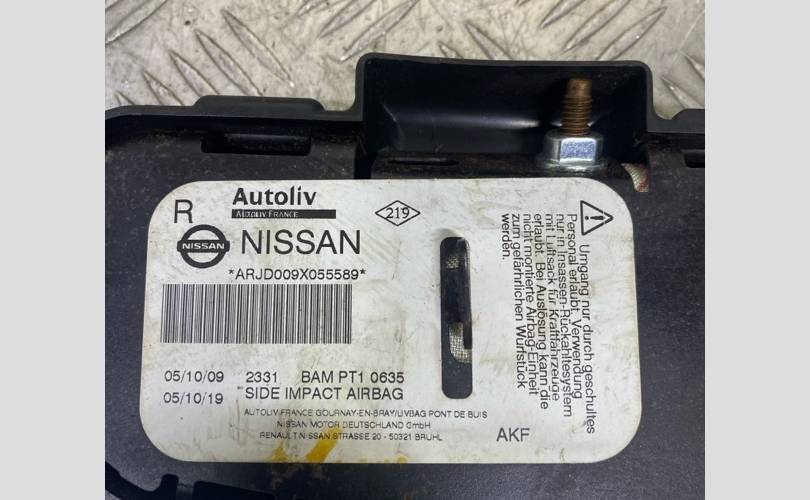 R
Autoliv
AUTOLIV FRANCE
219
NISSAN
NISSAN
*ARJD009X055589*
05/10/09 2331 BAM PT1 0635
05/10/19 SIDE IMPACT AIRBAG
AUTOLIV-FRANCE GOURNAY-EN-BRAY/LIVBAG PONT DE BUIS
NISSAN MOTOR DEUTSCHLAND GmbH
RENAULT NISSAN STRASSE 20 - 50321 BRUHL
AKF
Umgang nur durch geschultes
Personal erlaubt. Verwendung
nur in Insassen-Rückahltesystem
mit Luftsack für Kraftfahrzeuge
erlaubt. Bei Auslösung kann die
nicht montierte Airbag-Einheit
zum gefährlichen Wurfstück
werden.